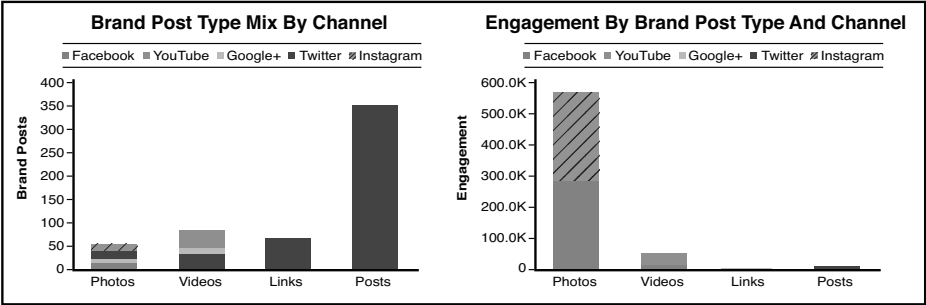 Brand Post Type Mix By Channel
Facebook YouTube Google+ Twitter Instagram
400
350
300
250
200
150
100
50
0
Brand Posts
Photos Videos Links Posts
Engagement By Brand Post Type And Channel
Facebook YouTube Google+ Twitter Instagram
600.0K
500.0K
400.0K
300.0K
200.0K
100.0K
0
Engagement
Photos Videos Links Posts